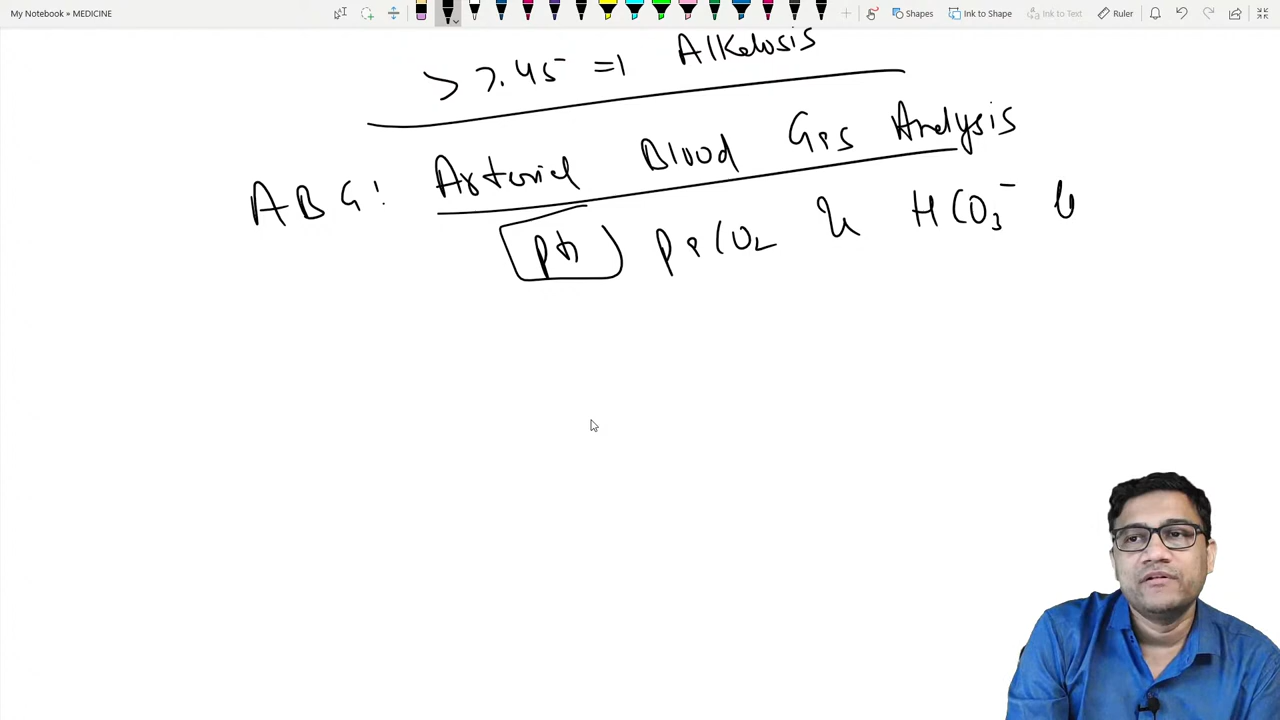 My Notebook » MEDICINE
Shapes Ink to Shape Ink to Text Ruler
> 7.45 => Alkalosis
ABG: Arterial Blood Gas Analysis
pH PaCO2 HCO3-